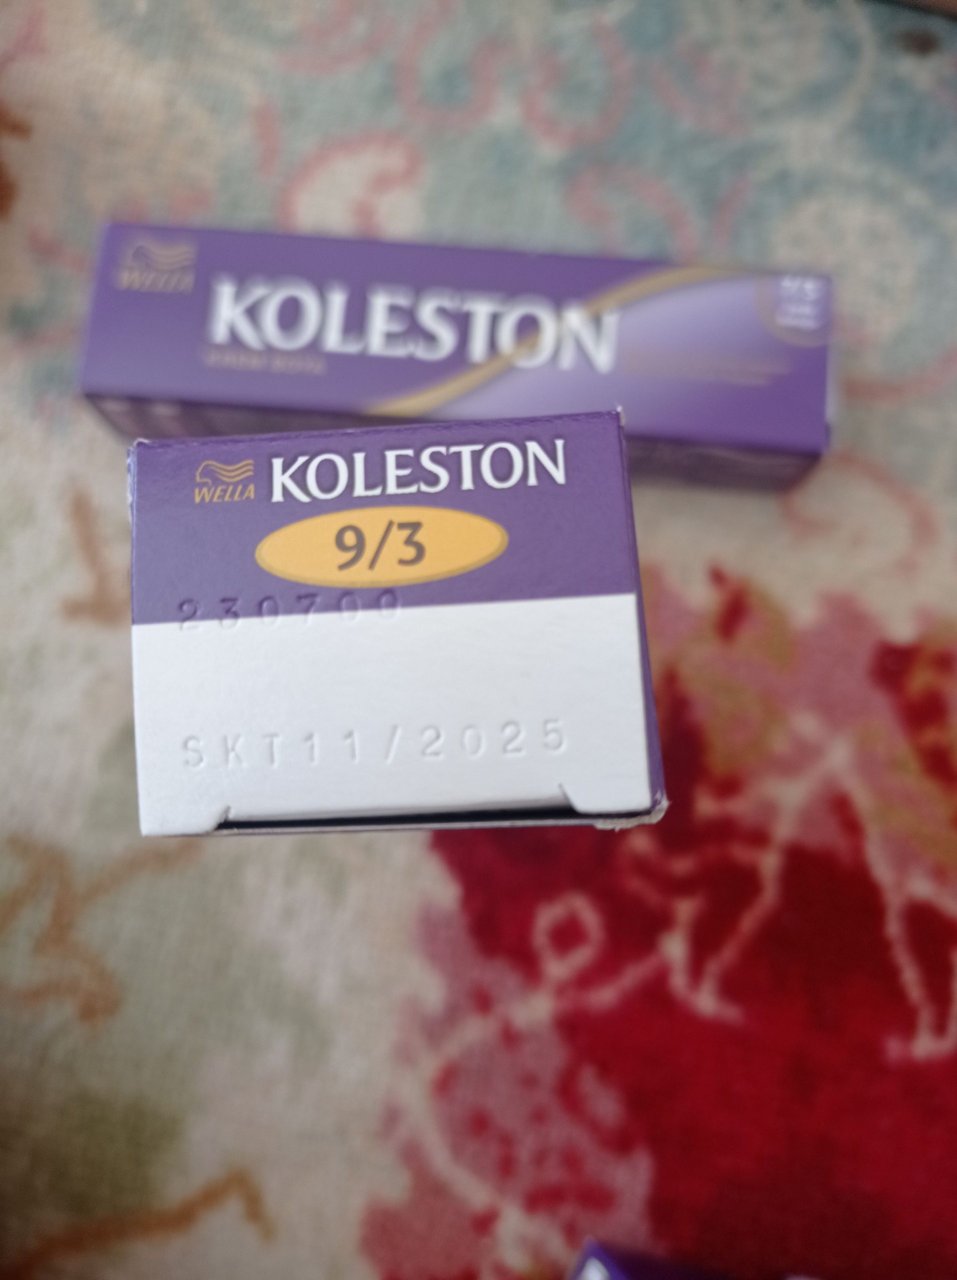 WELLA
KOLESTON
WELLA
KOLESTON
9/3
230700
SKT11/2025